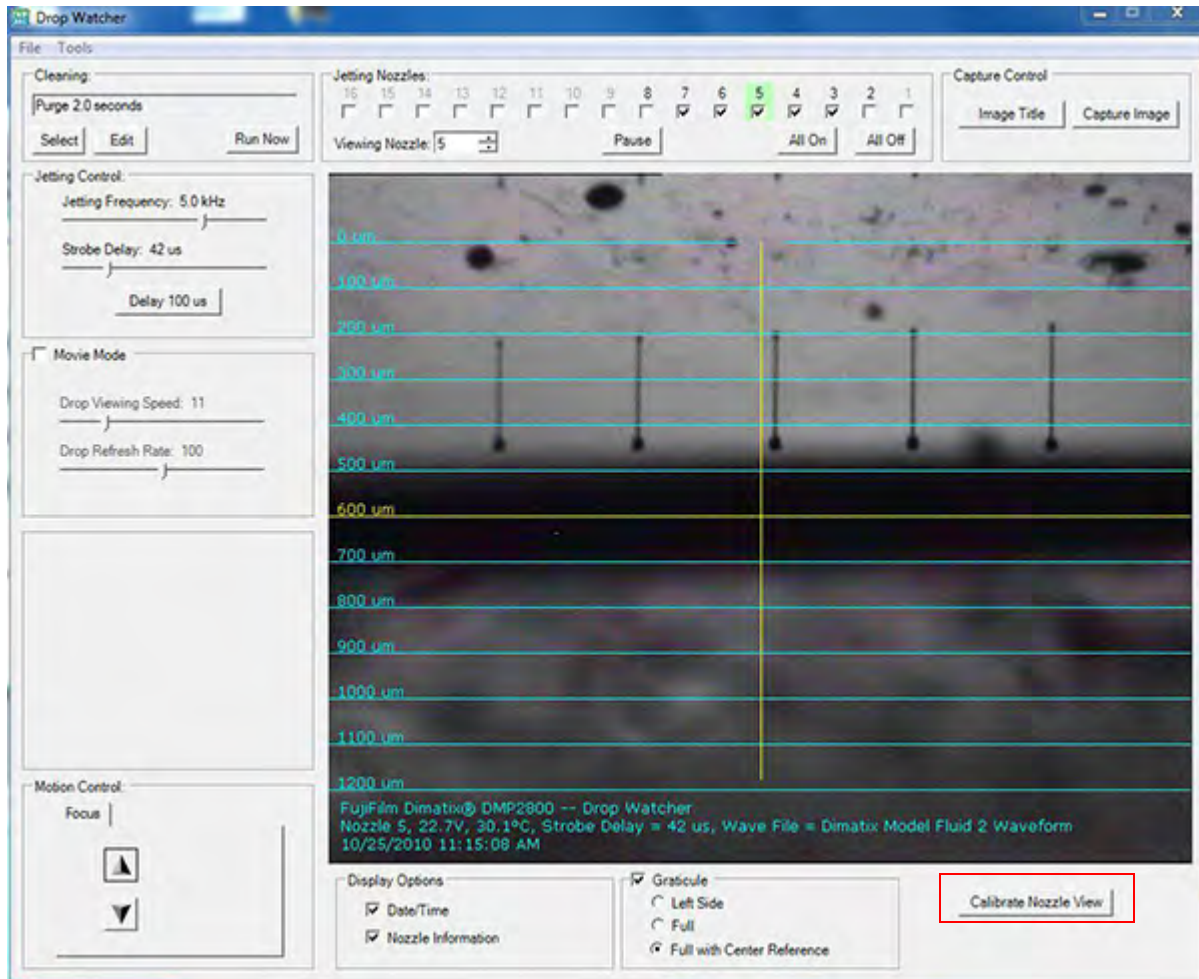 Drop Watcher
File Tools
Cleaning:
Purge 2.0 seconds
Select Edit Run Now
Jetting Nozzles:
16 15 14 13 12 11 10 9 8 7 6 5 4 3 2 1
Viewing Nozzle: 5 Pause All On All Off
Capture Control
Image Title Capture Image
Jetting Control:
Jetting Frequency: 5.0 kHz
Strobe Delay: 42 us
Delay 100 us
Movie Mode
Drop Viewing Speed: 11
Drop Refresh Rate: 100
0 um
100 um
200 um
300 um
400 um
500 um
600 um
700 um
800 um
900 um
1000 um
1100 um
1200 um
FujiFilm Dimatix® DMP2800 -- Drop Watcher
Nozzle 5, 22.7V, 30.1°C, Strobe Delay = 42 us, Wave File = Dimatix Model Fluid 2 Waveform
10/25/2010 11:15:08 AM
Motion Control:
Focus
Display Options
Date/Time
Nozzle Information
Graticule
Left Side
Full
Full with Center Reference
Calibrate Nozzle View